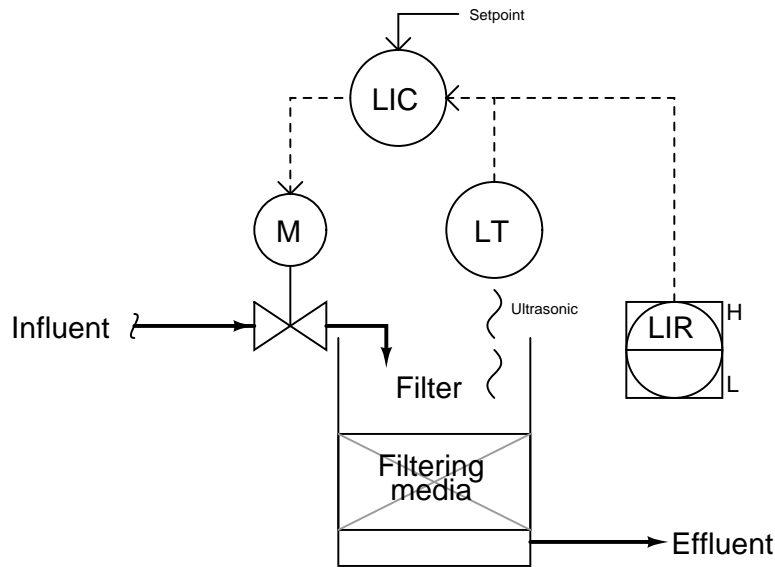 Setpoint
LIC
M
LT
Influent
Ultrasonic
H
LIR
L
Filter
Filtering
media
Effluent